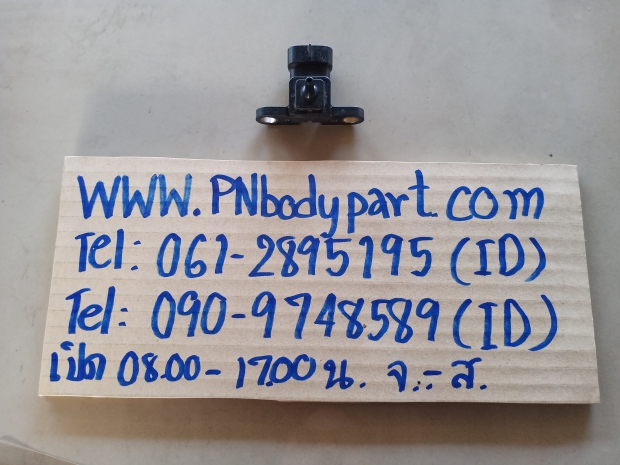 WWW.PNbodypart.com
Tel: 061-2895195 (ID)
Tel: 090-9748589 (ID)
เปิด 08.00-17.00 น. จ.-ส.